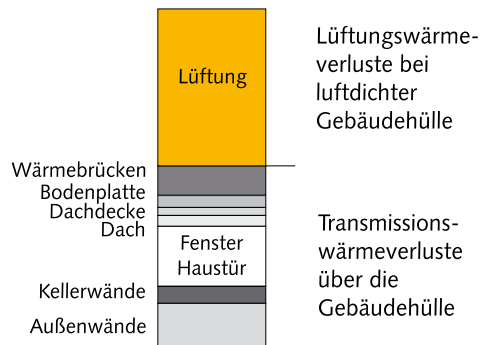 Lüftung
Lüftungswärme-
verluste bei
luftdichter
Gebäudehülle
Wärmebrücken
Bodenplatte
Dachdecke
Dach
Fenster
Haustür
Kellerwände
Außenwände
Transmissions-
wärmeverluste
über die
Gebäudehülle